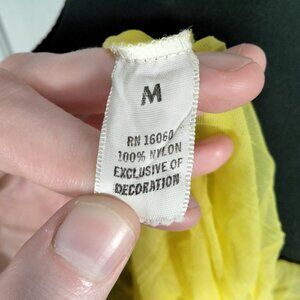 M
RN 16060
100% NYLON
EXCLUSIVE OF
DECORATION